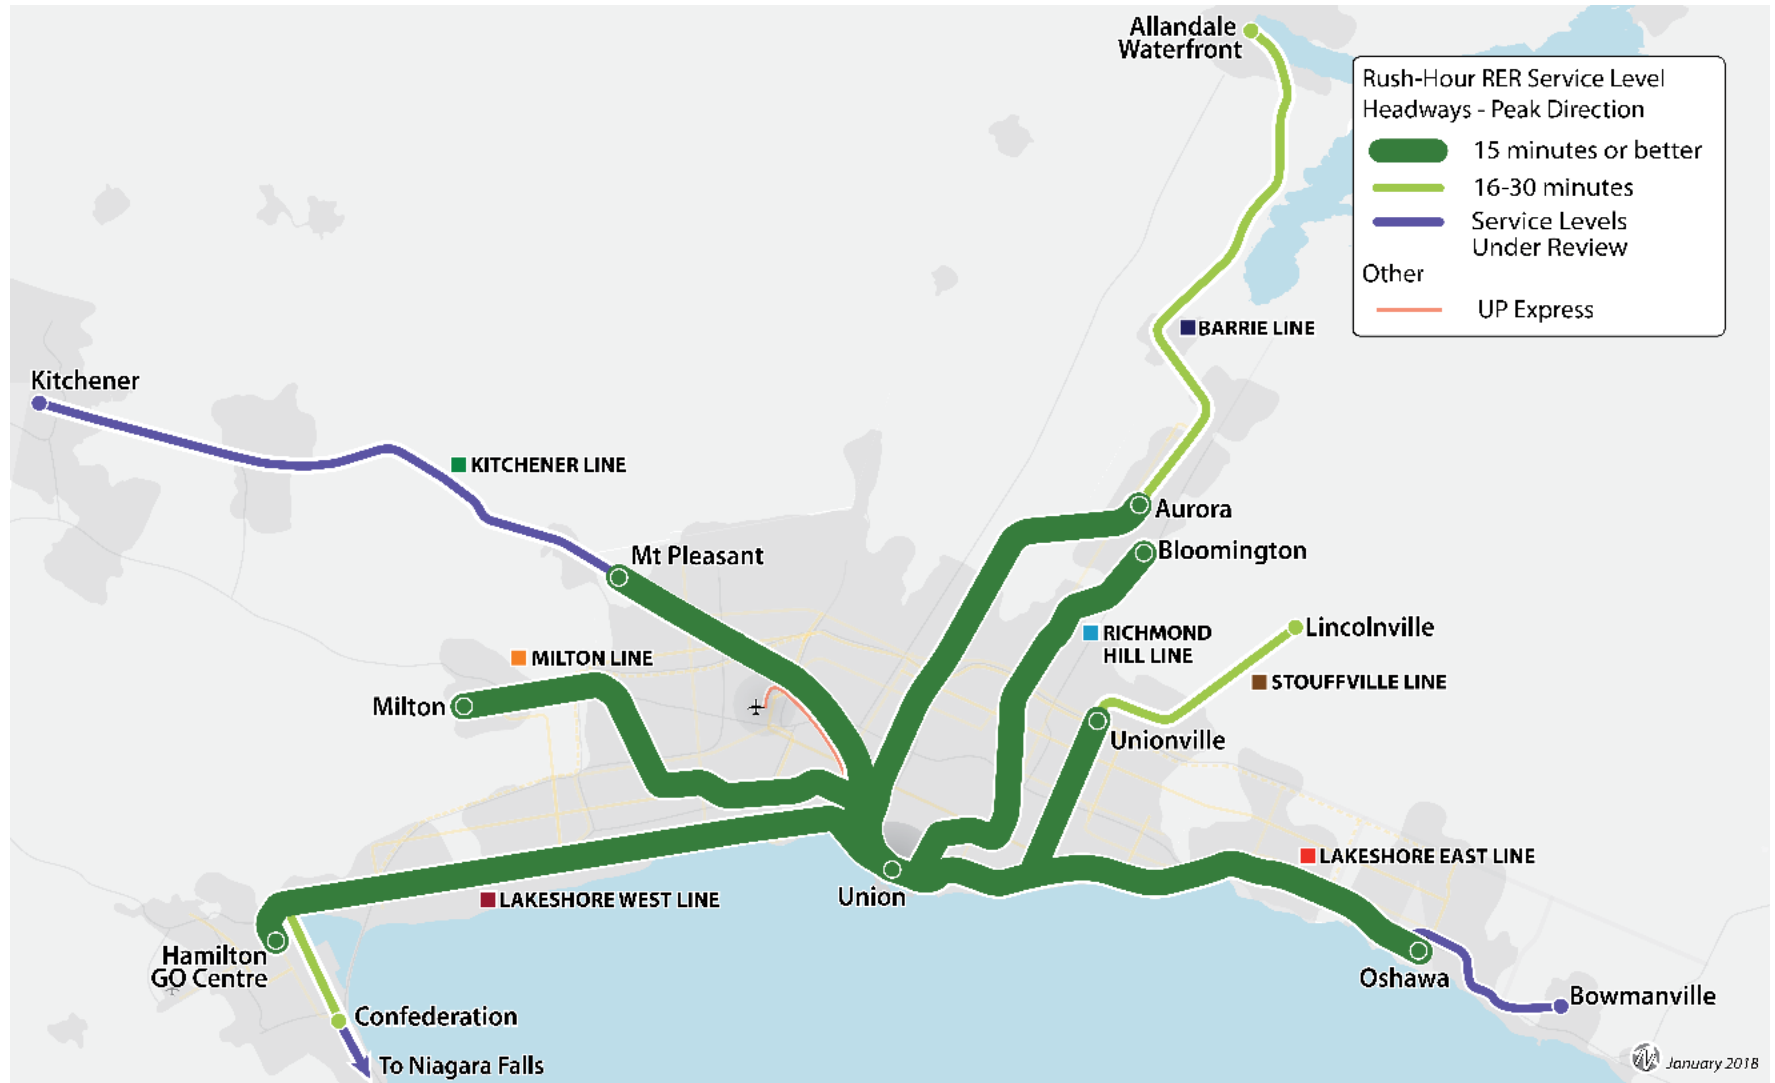 Allandale
Waterfront
Rush-Hour RER Service Level
Headways - Peak Direction
15 minutes or better
16-30 minutes
Service Levels
Under Review
Other
UP Express
BARRIE LINE
Kitchener
KITCHENER LINE
Aurora
Bloomington
Mt Pleasant
RICHMOND
HILL LINE
Lincolnville
MILTON LINE
STOUFFVILLE LINE
Milton
Unionville
LAKESHORE EAST LINE
Union
LAKESHORE WEST LINE
Hamilton
GO Centre
Oshawa
Bowmanville
Confederation
To Niagara Falls
January 2018